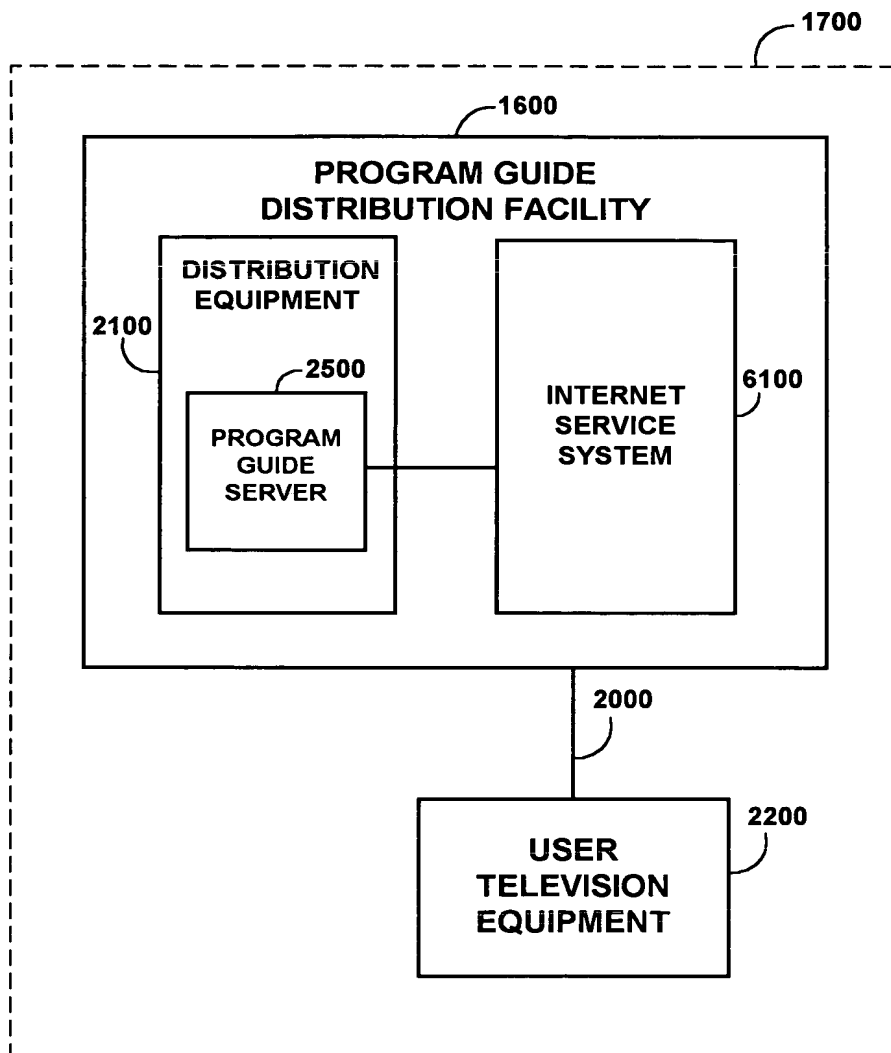 1700
1600
PROGRAM GUIDE
DISTRIBUTION FACILITY
DISTRIBUTION
EQUIPMENT
2100
2500
PROGRAM
GUIDE
SERVER
INTERNET
SERVICE
SYSTEM
6100
2000
USER
TELEVISION
EQUIPMENT
2200